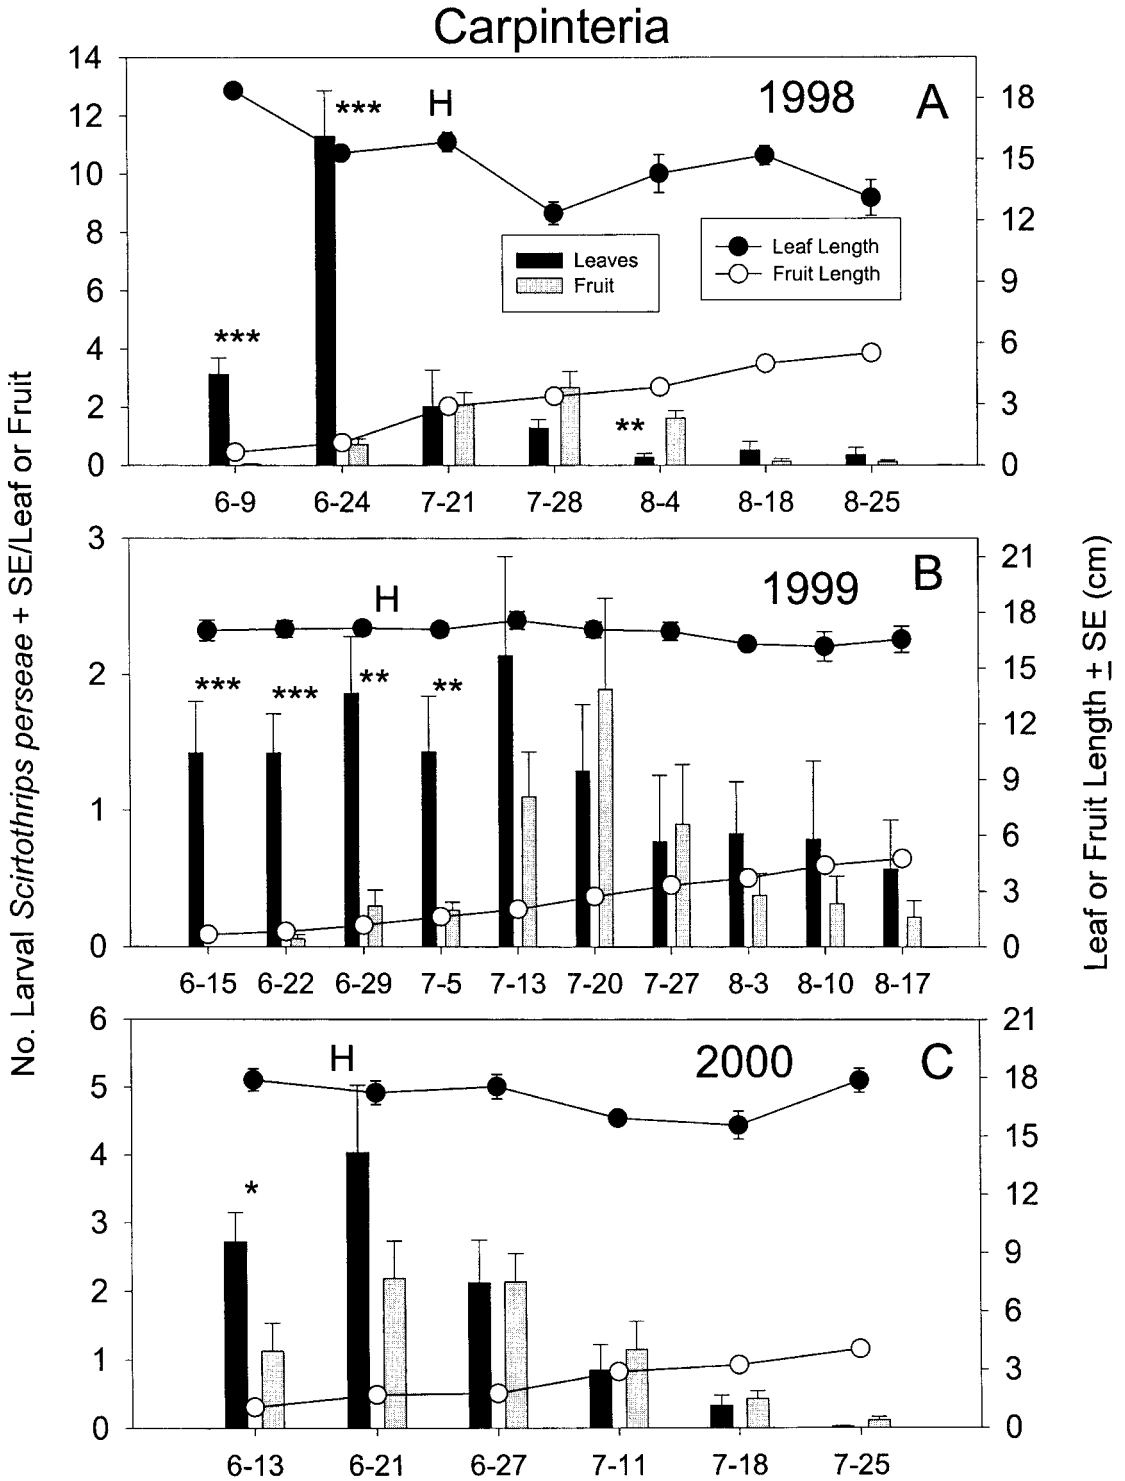 Carpinteria
No. Larval Scirtothrips perseae + SE/Leaf or Fruit
Leaf or Fruit Length ± SE (cm)
14
12
10
8
6
4
2
0
18
15
12
9
6
3
0
1998
A
H
***
***
**
Leaves
Fruit
Leaf Length
Fruit Length
6-9 6-24 7-21 7-28 8-4 8-18 8-25
3
2
1
0
21
18
15
12
9
6
3
0
1999
B
H
*** *** ** **
6-15 6-22 6-29 7-5 7-13 7-20 7-27 8-3 8-10 8-17
6
5
4
3
2
1
0
21
18
15
12
9
6
3
0
2000
C
H
*
6-13 6-21 6-27 7-11 7-18 7-25